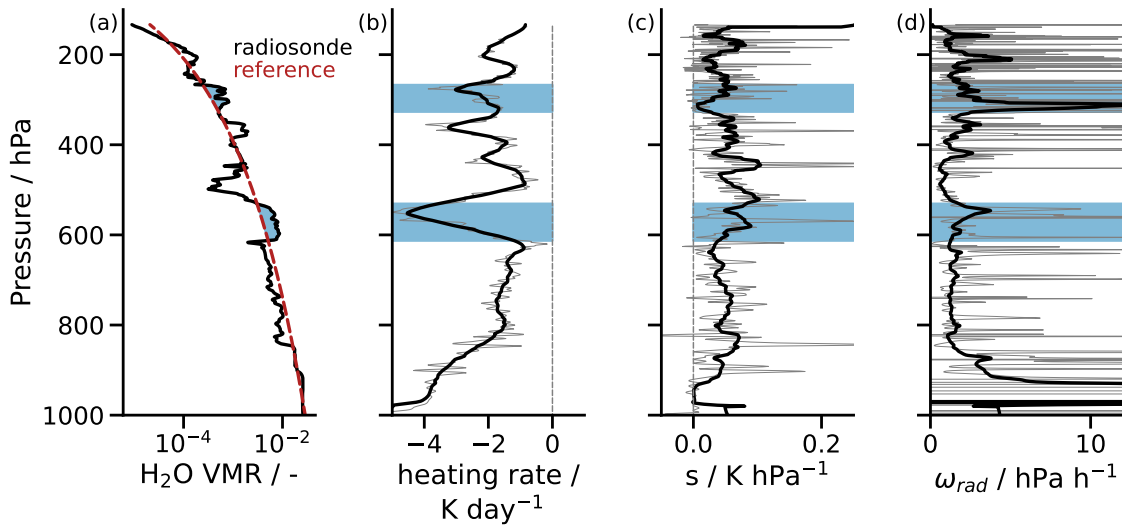 (a)
(b)
(c)
(d)
radiosonde
reference
Pressure / hPa
200
400
600
800
1000
10⁻⁴
10⁻²
H₂O VMR / -
−4
−2
0
heating rate /
K day⁻¹
0.0
0.2
s / K hPa⁻¹
0
10
ω_rad / hPa h⁻¹